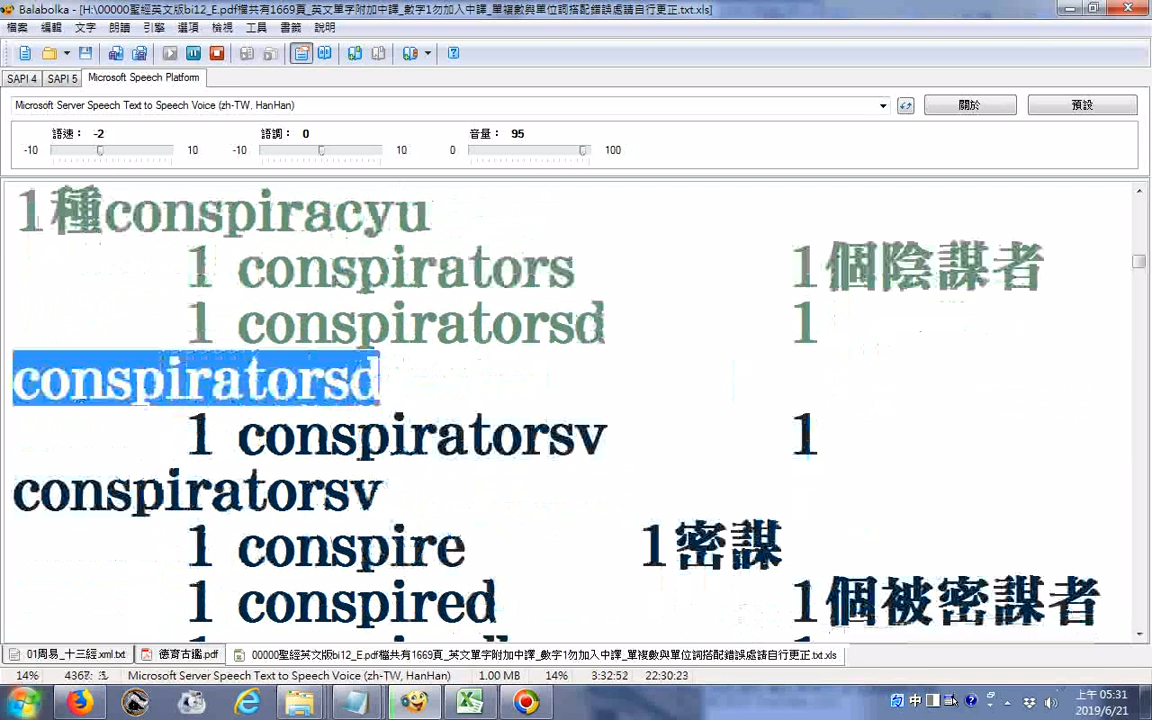 Balabolka - [H:\00000聖經英文版bi12_E.pdf檔共有1669頁_英文單字附加中譯_數字1勿加入中譯_單複數與單位詞搭配錯誤處請自行更正.txt.xls]
檔案 編輯 文字 朗讀 引擎 選項 檢視 工具 書籤 說明
SAPI 4 SAPI 5 Microsoft Speech Platform
Microsoft Server Speech Text to Speech Voice (zh-TW, HanHan) 關於 預設
語速： -2 語調： 0 音量： 95
-10 10 -10 10 0 100
1種conspiracyu
1 conspirators 1個陰謀者
1 conspiratorsd 1
conspiratorsd
1 conspiratorsv 1
conspiratorsv
1 conspire 1密謀
1 conspired 1個被密謀者
01周易_十三經.xml.txt 德育古鑑.pdf 00000聖經英文版bi12_E.pdf檔共有1669頁_英文單字附加中譯_數字1勿加入中譯_單複數與單位詞搭配錯誤處請自行更正.txt.xls
14% Microsoft Server Speech Text to Speech Voice (zh-TW, HanHan) 1.00 MB 14% 3:32:52 22:30:23
中 上午 05:31
2019/6/21